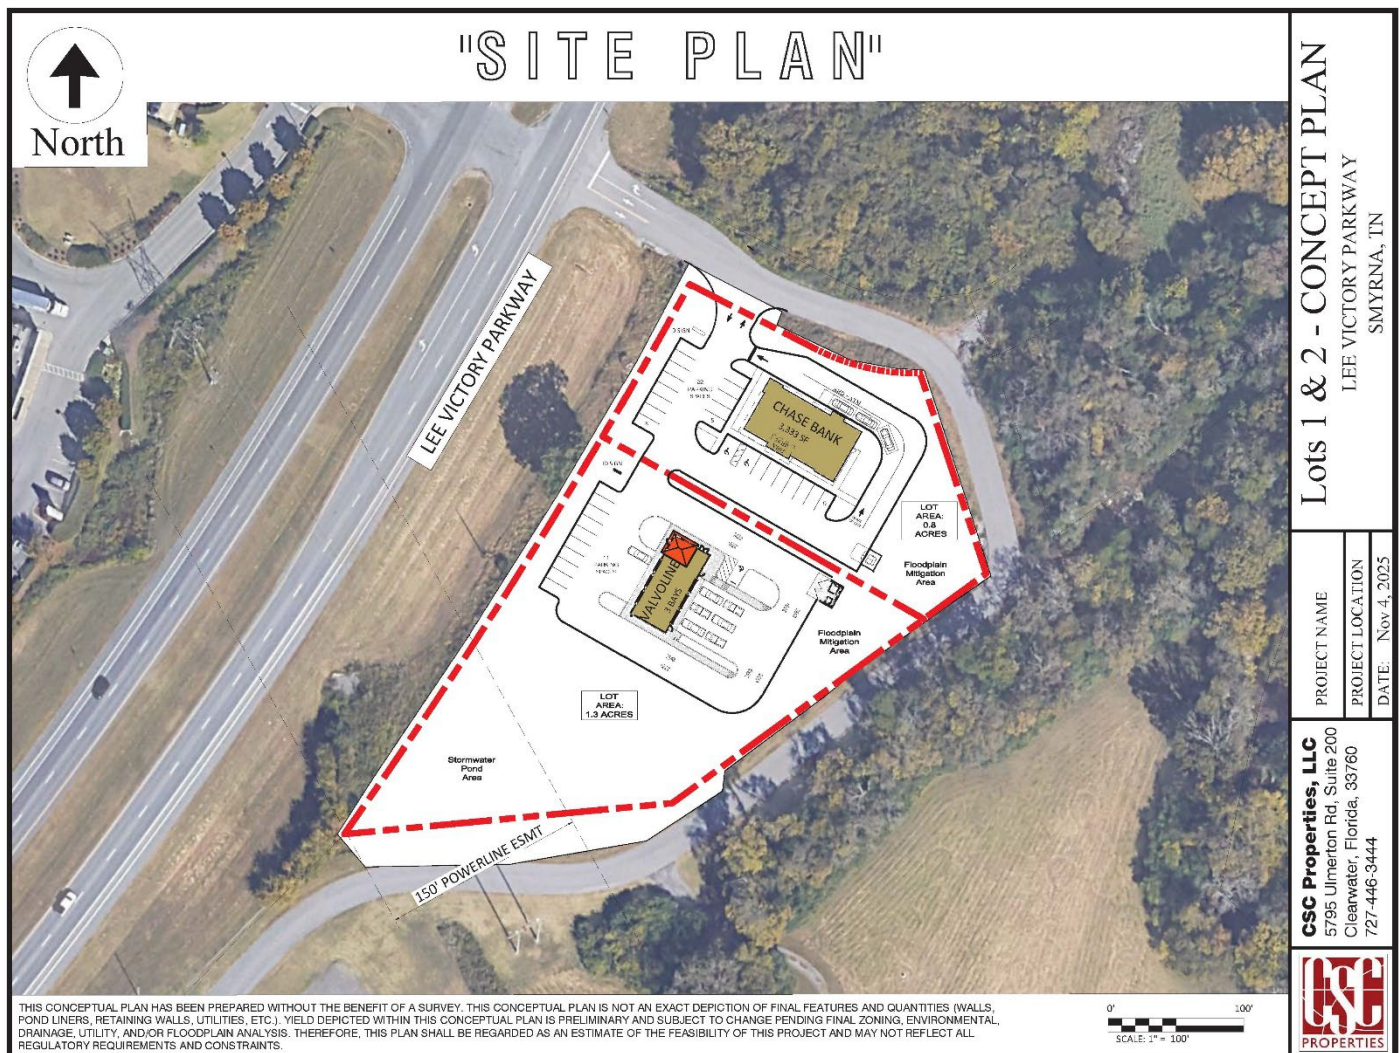 "SITE PLAN"
North
LEE VICTORY PARKWAY
22
PARKING
SPACES
CHASE BANK
3,333 SF
LOT
AREA:
0.8
ACRES
Floodplain
Mitigation
Area
VALVOLINE
3 BAYS
Floodplain
Mitigation
Area
LOT
AREA:
1.3 ACRES
Stormwater
Pond
Area
150' POWERLINE ESMT
Lots 1 & 2 - CONCEPT PLAN
LEE VICTORY PARKWAY
SMYRNA, TN
PROJECT NAME
PROJECT LOCATION
DATE: Nov 4, 2025
CSC Properties, LLC
5795 Ulmerton Rd, Suite 200
Clearwater, Florida, 33760
727-446-3444
CSC
PROPERTIES
THIS CONCEPTUAL PLAN HAS BEEN PREPARED WITHOUT THE BENEFIT OF A SURVEY. THIS CONCEPTUAL PLAN IS NOT AN EXACT DEPICTION OF FINAL FEATURES AND QUANTITIES (WALLS,
POND LINERS, RETAINING WALLS, UTILITIES, ETC.). YIELD DEPICTED WITHIN THIS CONCEPTUAL PLAN IS PRELIMINARY AND SUBJECT TO CHANGE PENDING FINAL ZONING, ENVIRONMENTAL,
DRAINAGE, UTILITY, AND/OR FLOODPLAIN ANALYSIS. THEREFORE, THIS PLAN SHALL BE REGARDED AS AN ESTIMATE OF THE FEASIBILITY OF THIS PROJECT AND MAY NOT REFLECT ALL
REGULATORY REQUIREMENTS AND CONSTRAINTS.
0' 100'
SCALE: 1" = 100'